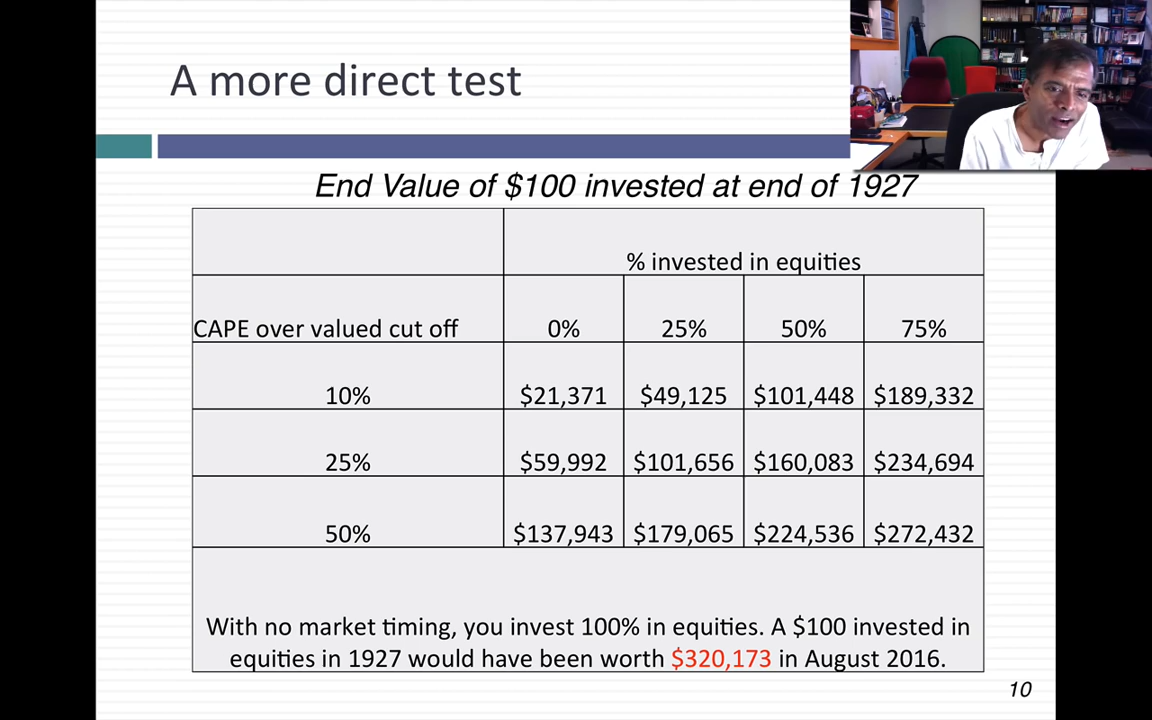 A more direct test
End Value of $100 invested at end of 1927
% invested in equities
CAPE over valued cut off 0% 25% 50% 75%
10% $21,371 $49,125 $101,448 $189,332
25% $59,992 $101,656 $160,083 $234,694
50% $137,943 $179,065 $224,536 $272,432
With no market timing, you invest 100% in equities. A $100 invested in
equities in 1927 would have been worth $320,173 in August 2016.
10